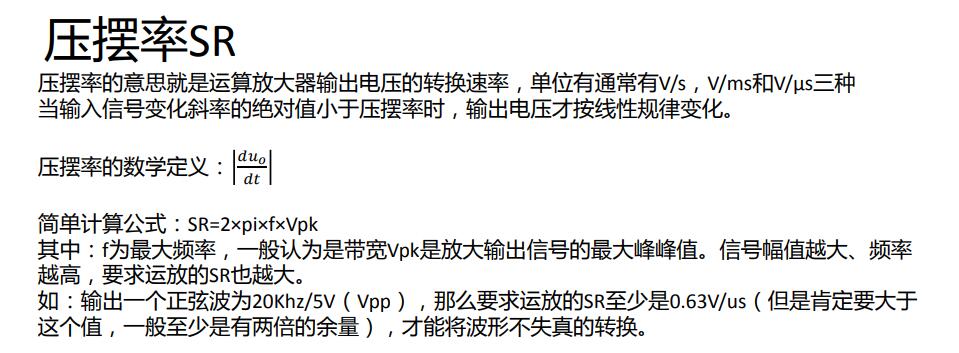 压摆率SR
压摆率的意思就是运算放大器输出电压的转换速率，单位有通常有V/s，V/ms和V/μs三种
当输入信号变化斜率的绝对值小于压摆率时，输出电压才按线性规律变化。
压摆率的数学定义：|du₀/dt|
简单计算公式：SR=2×pi×f×Vpk
其中：f为最大频率，一般认为是带宽Vpk是放大输出信号的最大峰峰值。信号幅值越大、频率
越高，要求运放的SR也越大。
如：输出一个正弦波为20Khz/5V（Vpp），那么要求运放的SR至少是0.63V/us（但是肯定要大于
这个值，一般至少是有两倍的余量），才能将波形不失真的转换。